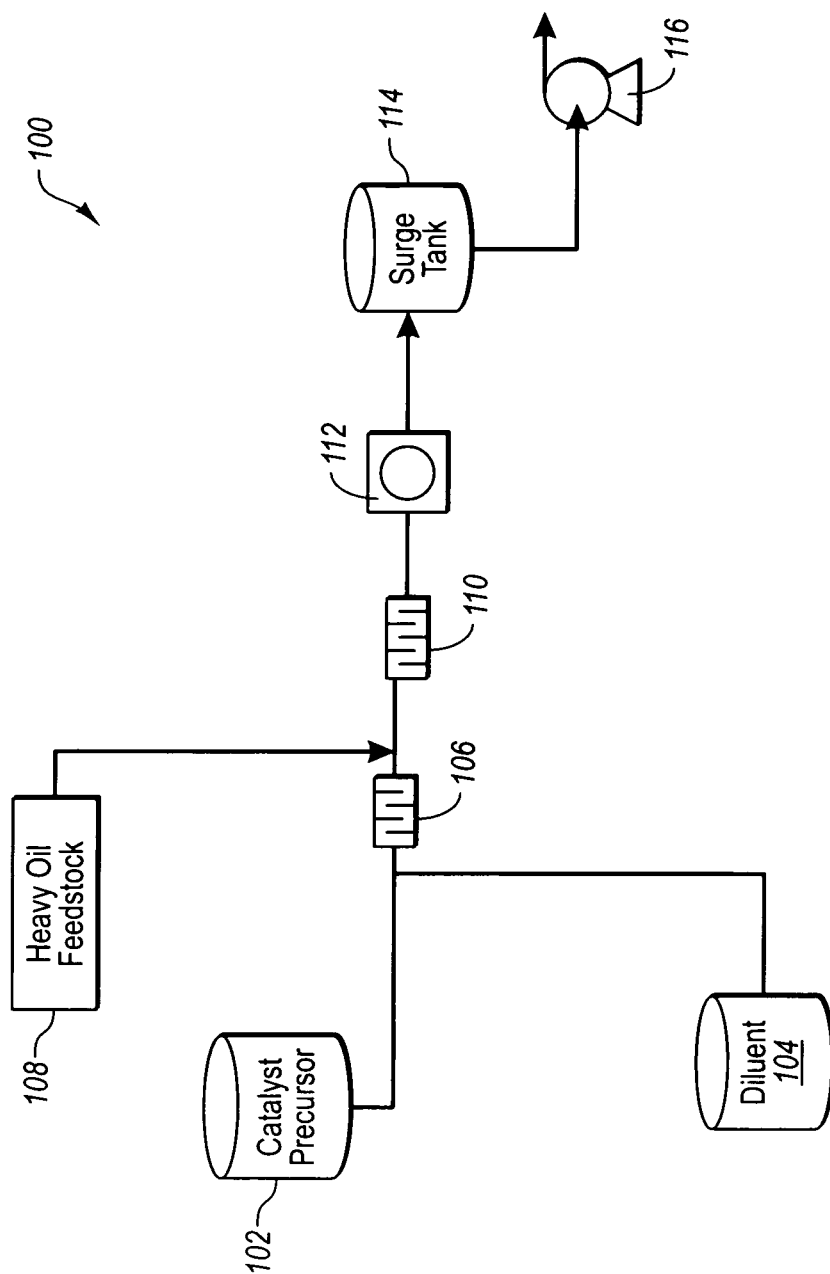 100
108
Heavy Oil
Feedstock
102
Catalyst
Precursor
Diluent
104
106
110
112
Surge
Tank
114
116